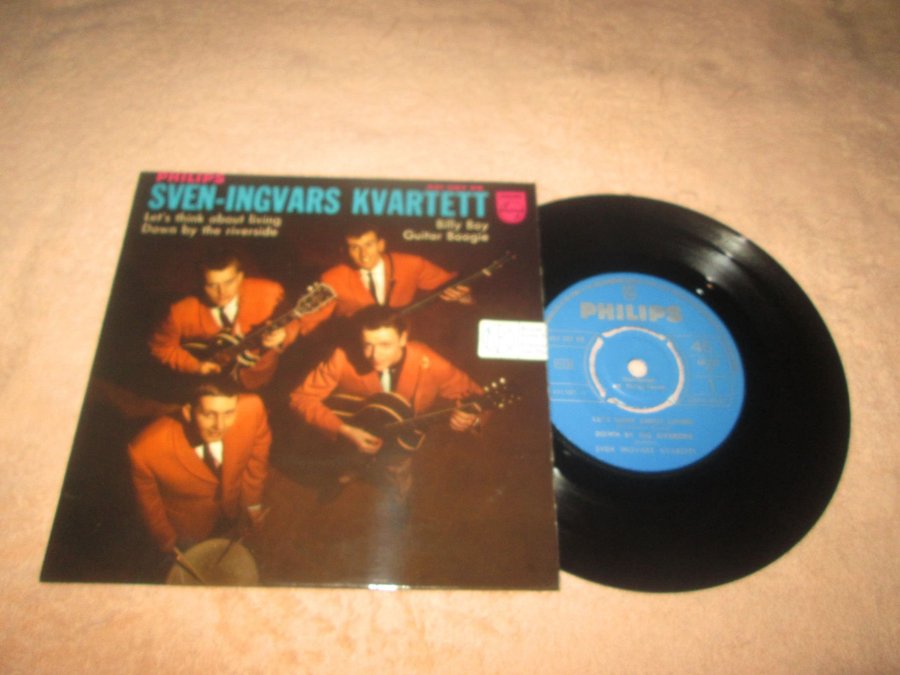 PHILIPS
SVEN-INGVARS KVARTETT
Let's think about living
Down by the riverside
Billy Boy
Guitar Boogie
PHILIPS
45
LET'S THINK ABOUT LIVING
DOWN BY THE RIVERSIDE
SVEN INGVARS KVARTETT